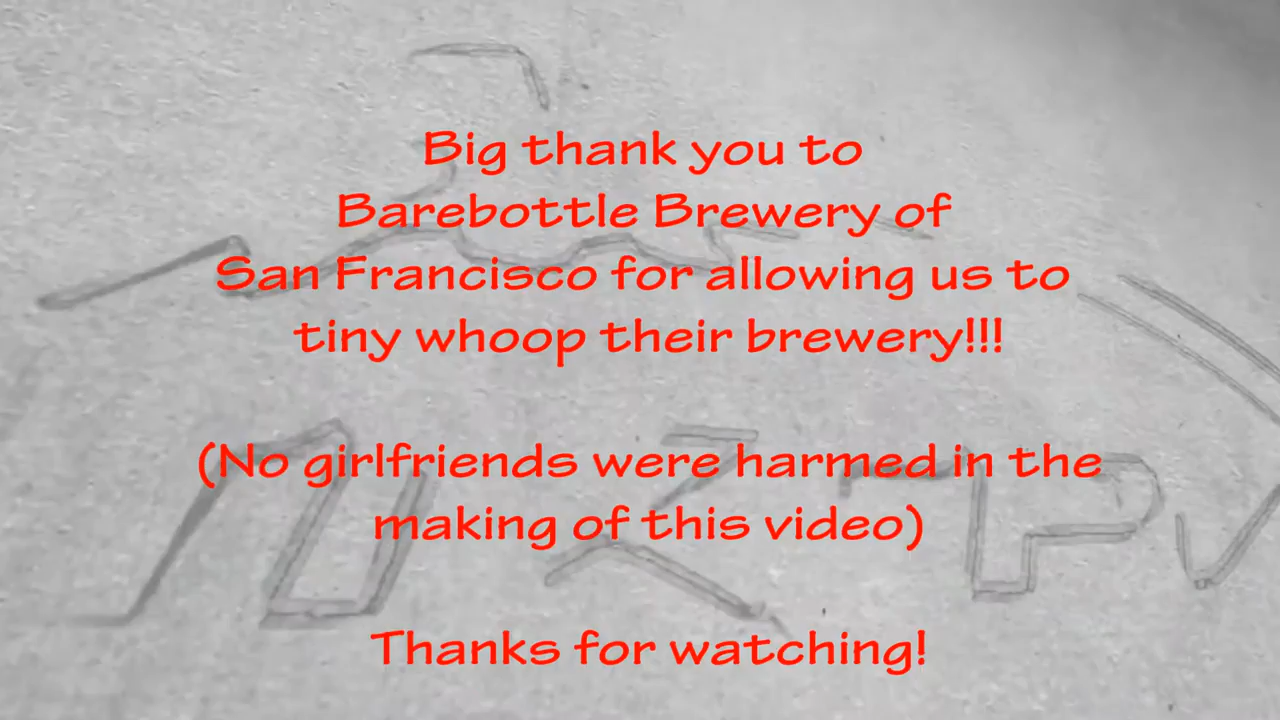 Big thank you to
Barebottle Brewery of
San Francisco for allowing us to
tiny whoop their brewery!!!
(No girlfriends were harmed in the
making of this video)
Thanks for watching!